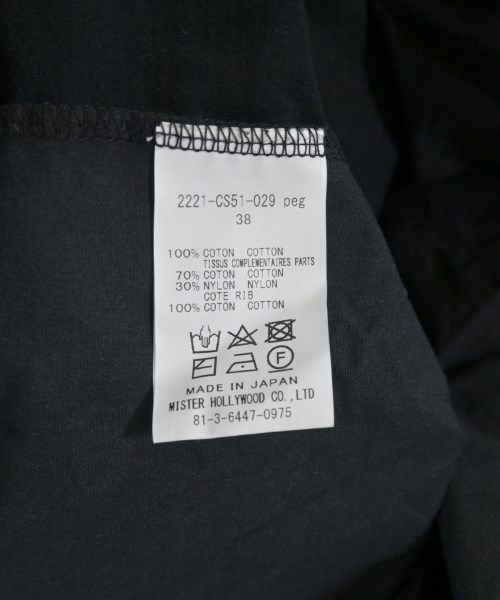 2221-CS51-029 peg
38
100% COTON COTTON
TISSUS COMPLEMENTAIRES PARTS
70% COTON COTTON
30% NYLON NYLON
COTE RIB
100% COTON COTTON
F
MADE IN JAPAN
MISTER HOLLYWOOD CO.,LTD
81-3-6447-0975